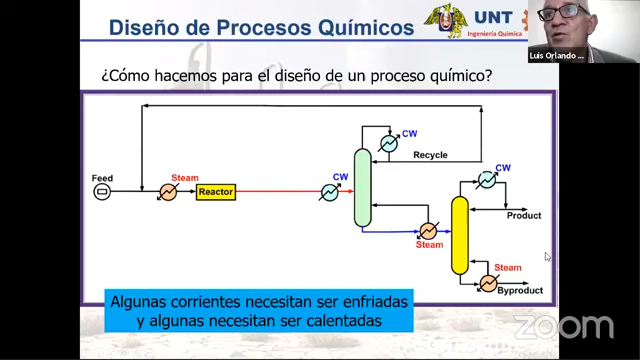 Diseño de Procesos Químicos
UNT
Ingeniería Química
Luis Orlando ...
¿Cómo hacemos para el diseño de un proceso químico?
CW
Recycle
Feed
Steam
Reactor
CW
CW
Product
Steam
Steam
Byproduct
Algunas corrientes necesitan ser enfriadas
y algunas necesitan ser calentadas
zoom